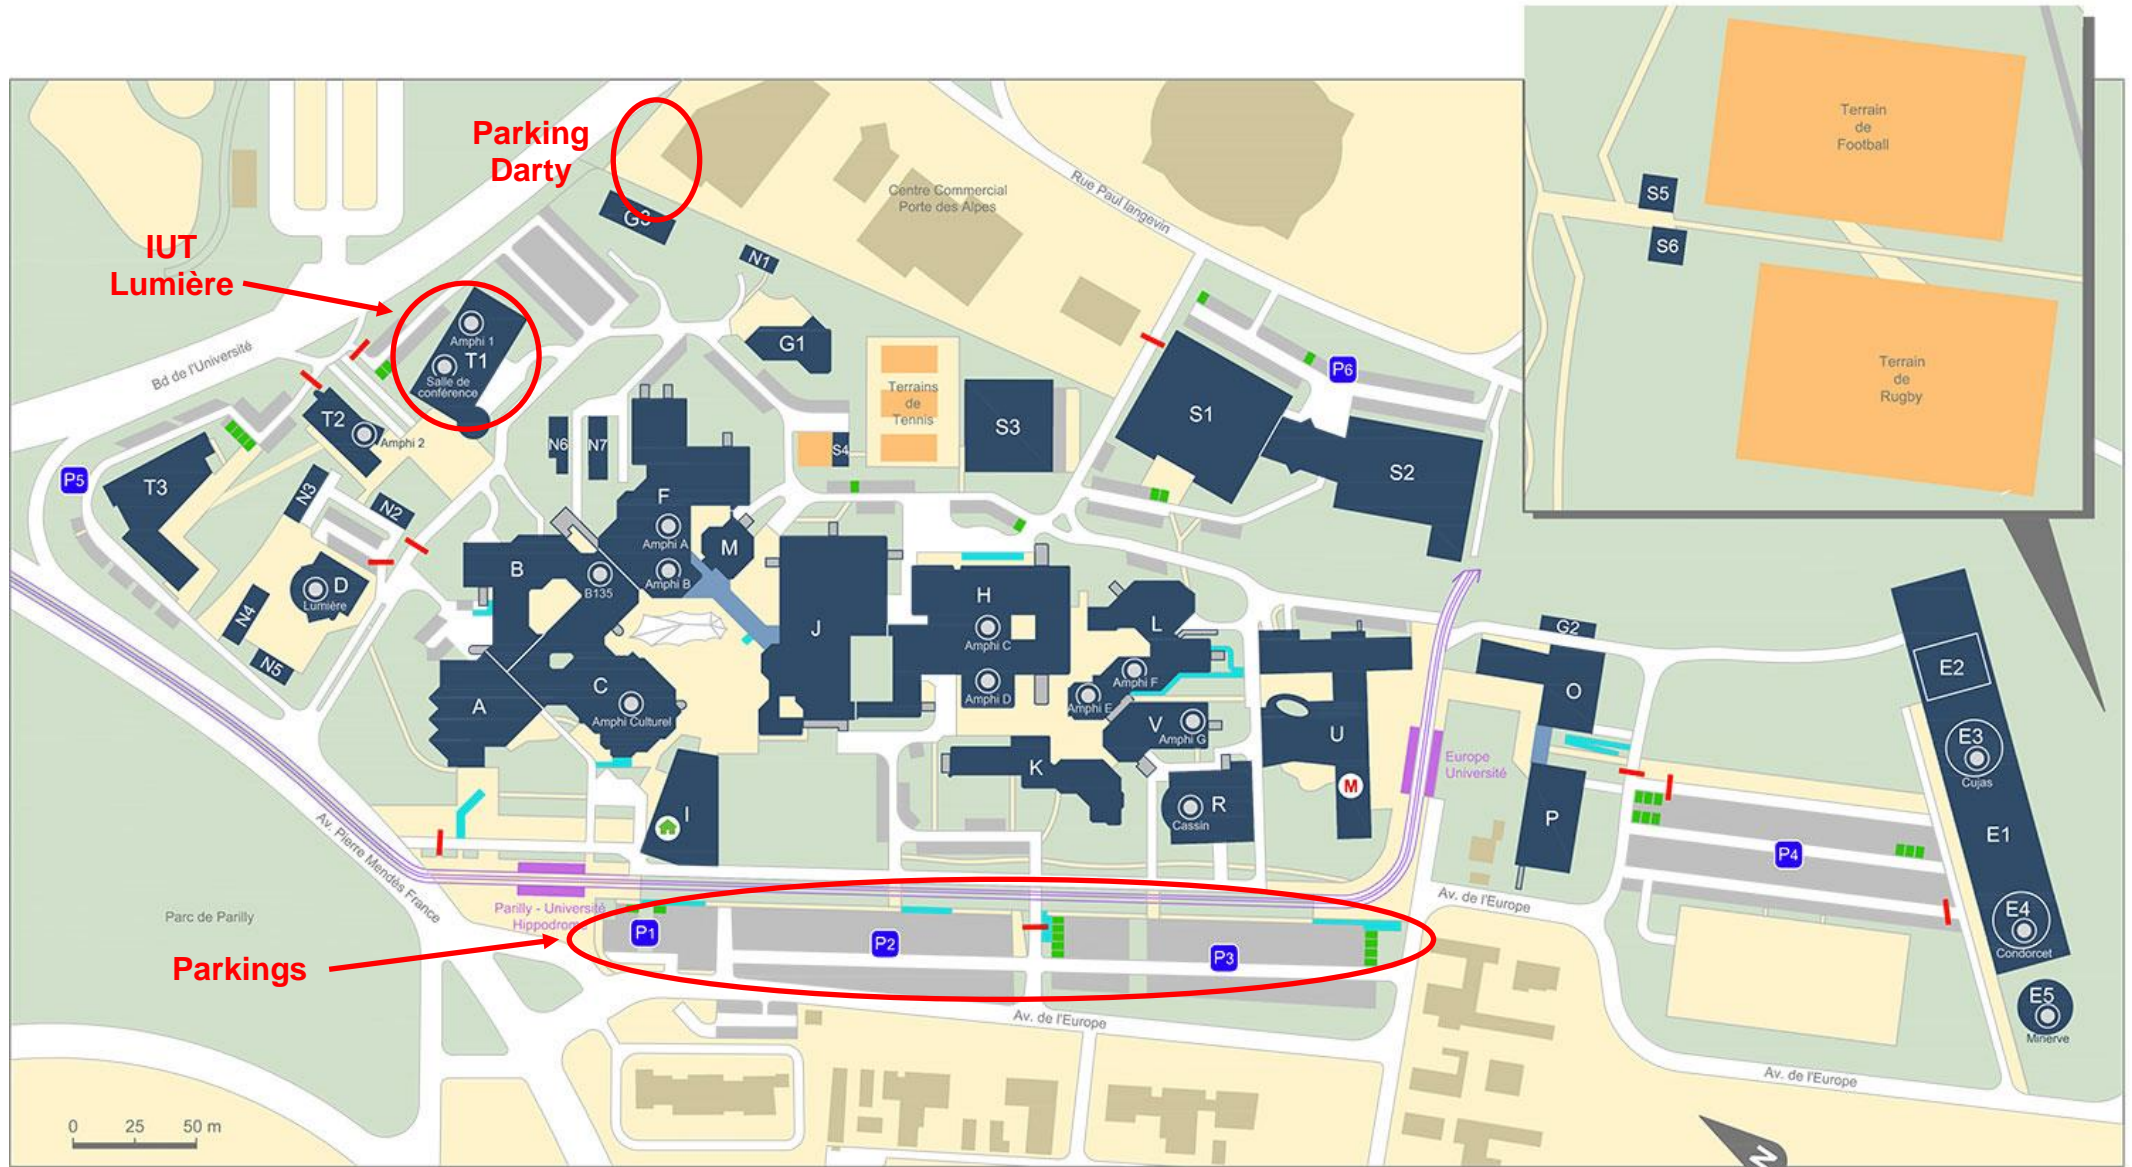 Parking
Darty
IUT
Lumière
Parkings
Centre Commercial
Porte des Alpes
Rue Paul langevin
Bd de l'Université
Terrain
de
Football
S5
S6
Terrain
de
Rugby
G3
N1
G1
Amphi 1
T1
Salle de
conférence
T2
Amphi 2
T3
P5
N3
N2
N6
N7
Terrains
de
Tennis
S4
S3
S1
S2
P6
F
Amphi A
Amphi B
M
B
B135
D
Lumière
N4
N5
A
C
Amphi Culturel
I
J
H
Amphi C
Amphi D
L
Amphi F
Amphi E
V
Amphi G
K
R
Cassin
U
M
Europe
Université
G2
O
P
E2
E3
Cujas
E1
E4
Condorcet
E5
Minerve
P4
Av. de l'Europe
Av. Pierre Mendès France
Parc de Parilly
Parilly - Université
Hippodrome
P1
P2
P3
Av. de l'Europe
Av. de l'Europe
0 25 50 m
N